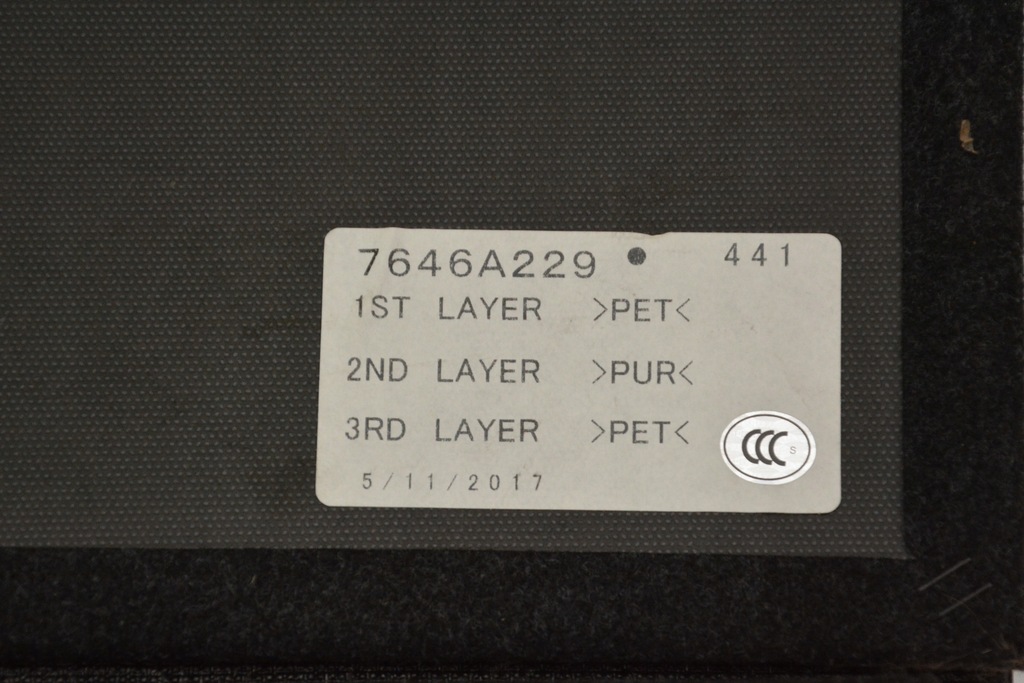 7646A229 ● 441
1ST LAYER >PET<
2ND LAYER >PUR<
3RD LAYER >PET<
CCC S
5/11/2017